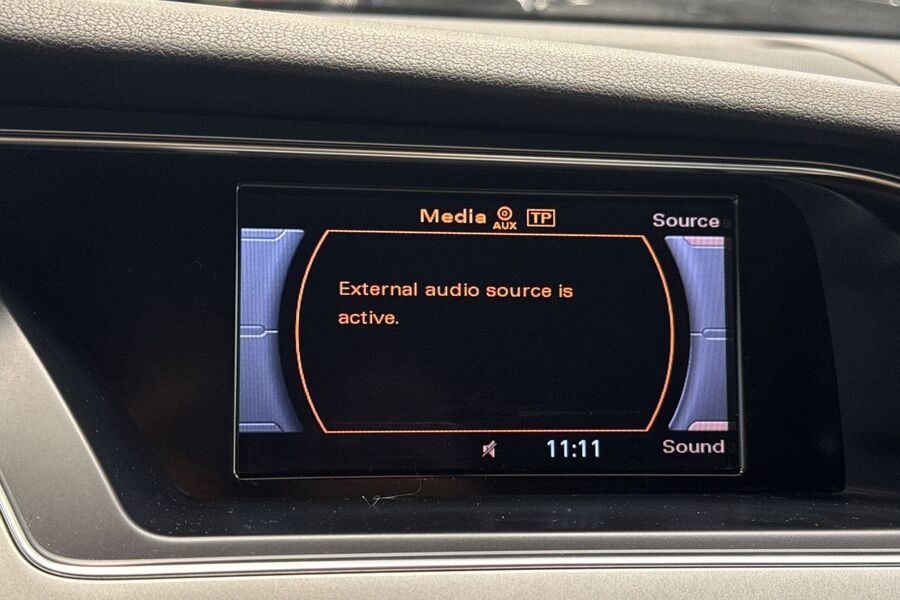 Media AUX TP
Source
External audio source is
active.
11:11
Sound